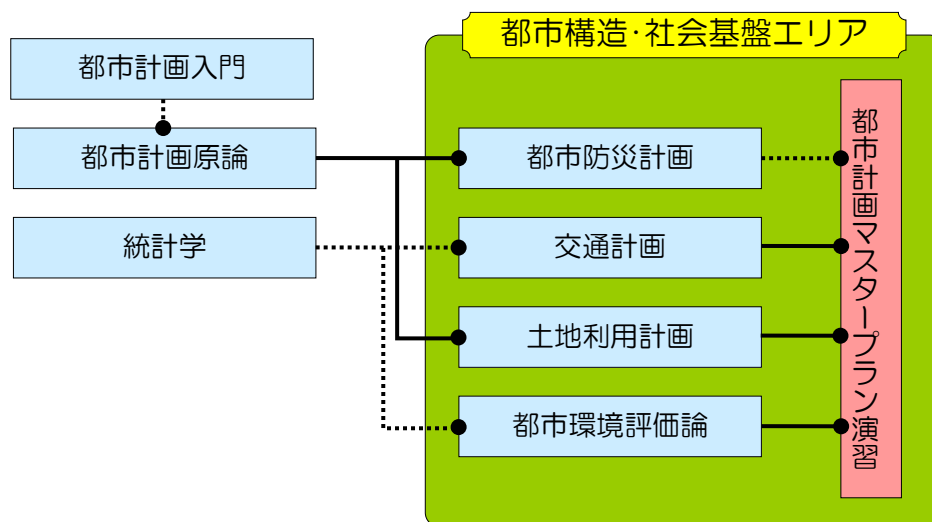 都市構造･社会基盤エリア
都市計画入門
都市計画原論
統計学
都市防災計画
交通計画
土地利用計画
都市環境評価論
都市計画マスタープラン演習